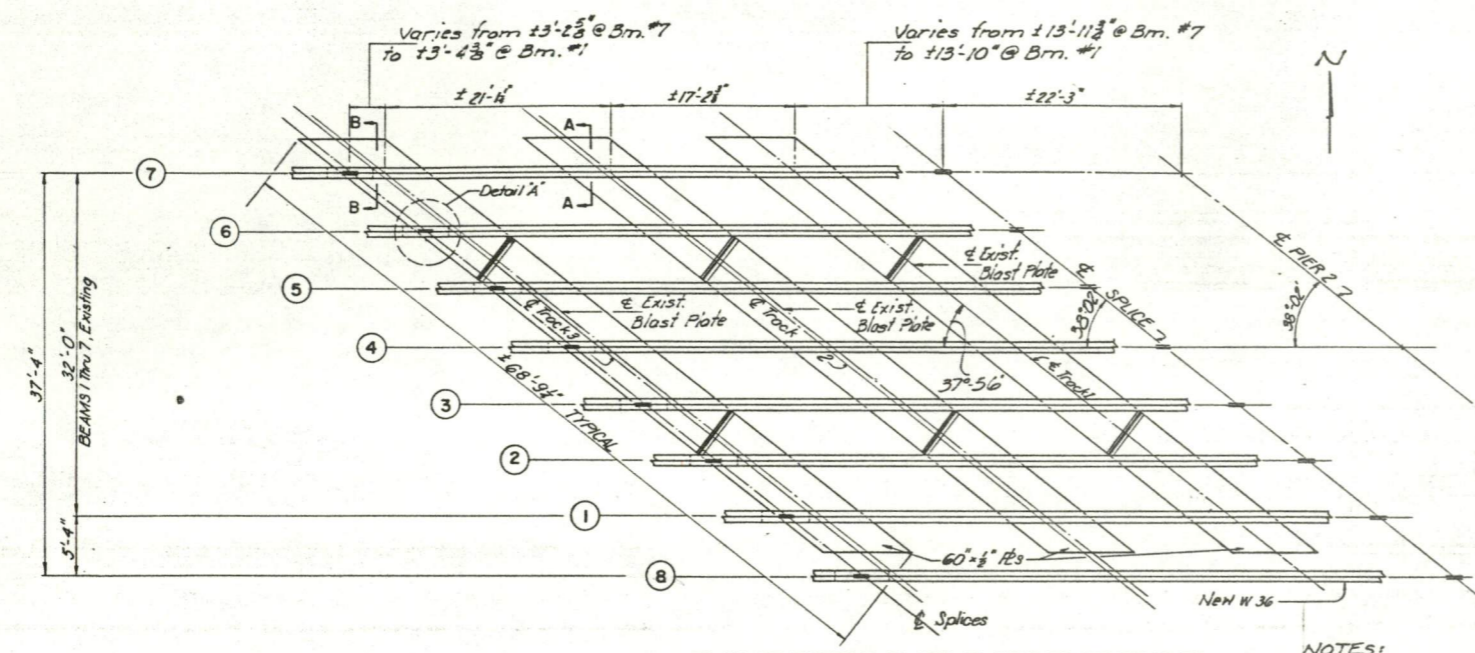 Varies from ±3'-2⅝" @ Bm. #7
to ±3'-4⅜" @ Bm. #1
Varies from ±13'-11¾" @ Bm. #7
to ±13'-10" @ Bm. #1
N
±17'-2⅜"
±22'-3"
B
A
7
B
A
Detail "A"
6
℄ Exist.
Blast Plate
5
℄ PIER 2
38°-02'
℄ SPLICE
38°-02'
℄ Exist.
Blast Plate
℄ Exist.
Blast Plate
℄ Track 3
℄ Track 2
℄ Track 1
4
37°-56'
37'-4"
32'-0"
BEAMS 1 Thru 7, Existing
3
± 68'-9¼" TYPICAL
2
1
5'-4"
60" x ½" ℞s
8
New W 36
℄ Splices
NOTES: